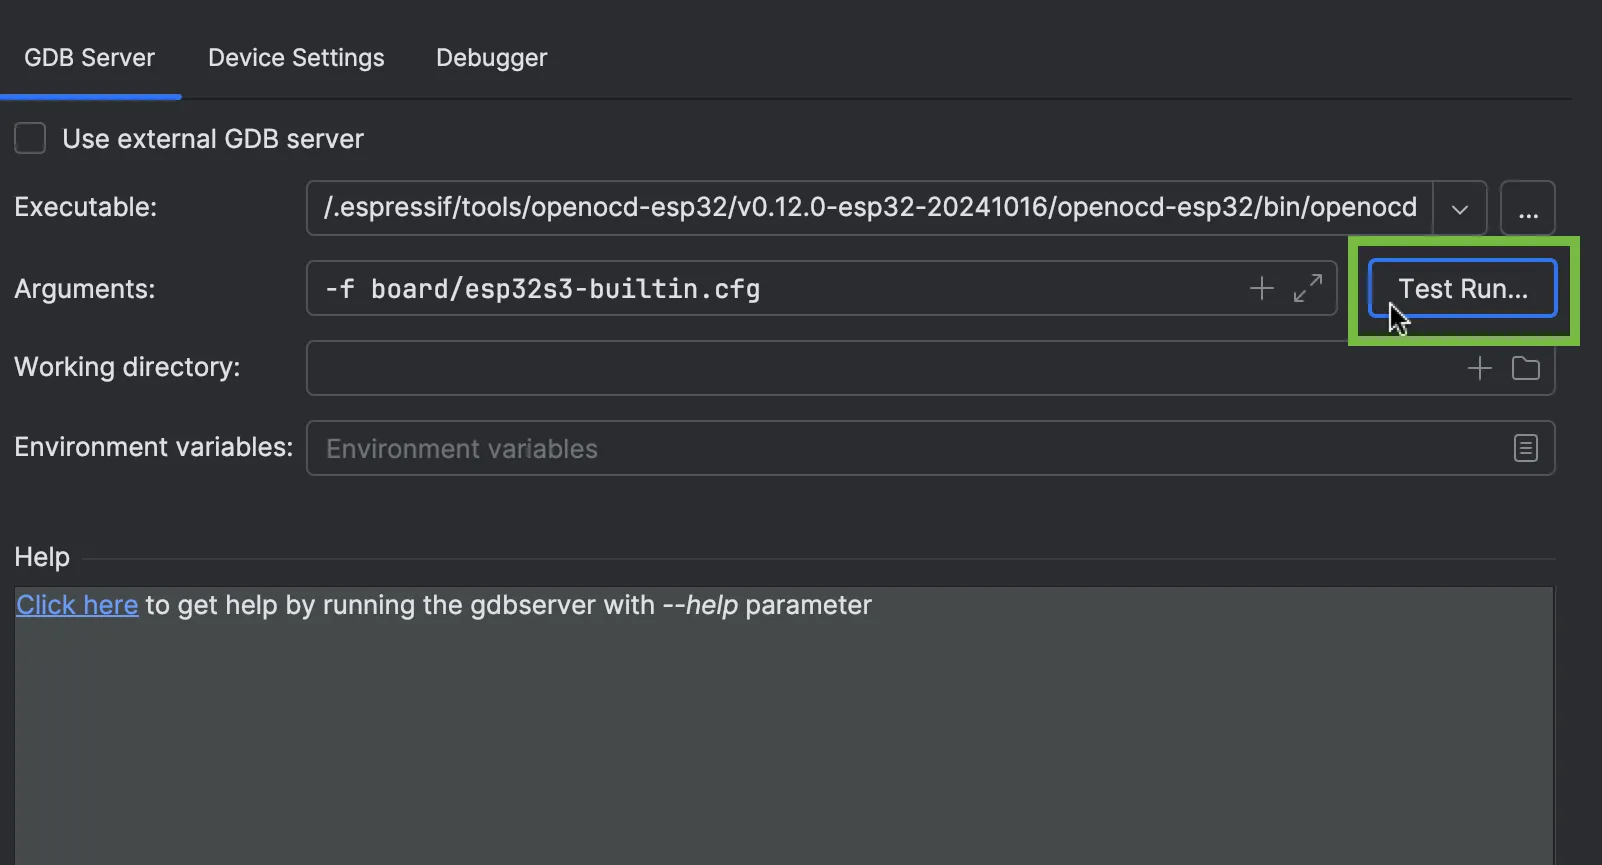 GDB Server Device Settings Debugger
Use external GDB server
Executable: /.espressif/tools/openocd-esp32/v0.12.0-esp32-20241016/openocd-esp32/bin/openocd ...
Arguments: -f board/esp32s3-builtin.cfg Test Run...
Working directory:
Environment variables: Environment variables
Help
Click here to get help by running the gdbserver with --help parameter